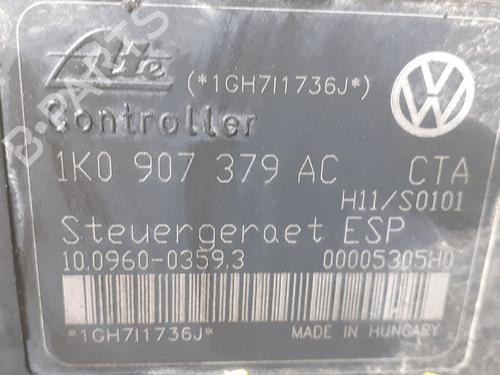 Ate (*1GH7I1736J*)
Controller
1K0 907 379 AC CTA
H11/S0101
Steuergeraet ESP
10.0960-0359.3 00005305H0
*1GH7I1736J* MADE IN HUNGARY
B-PARTS